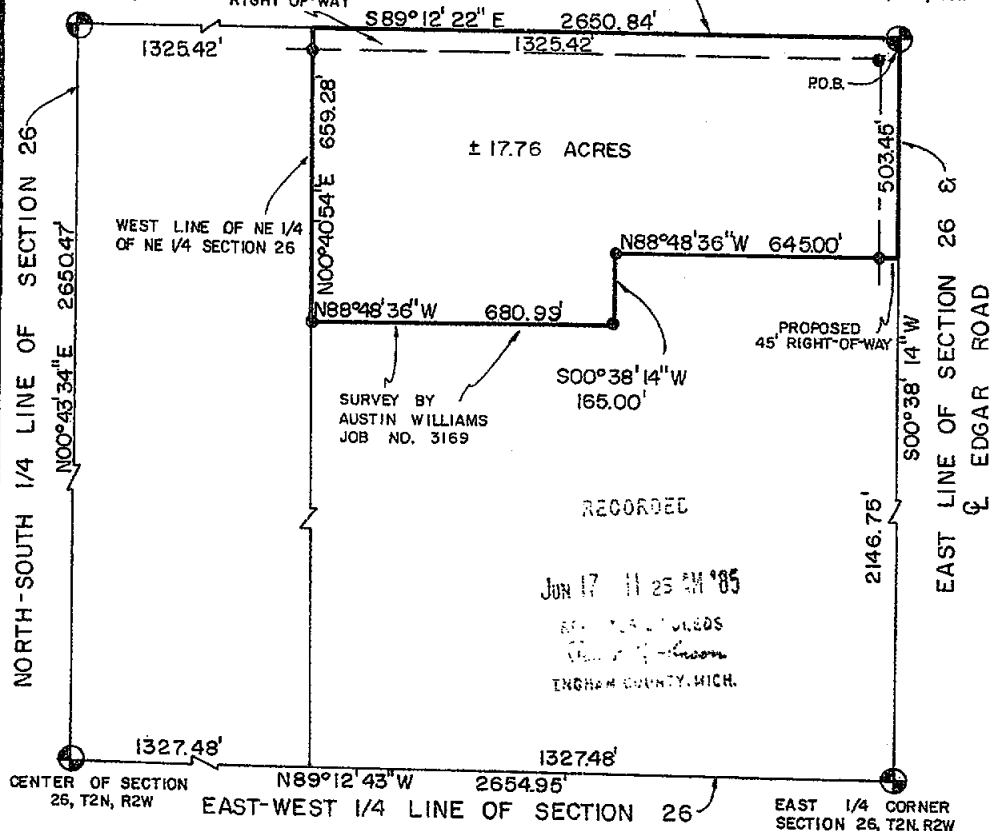 RIGHT OF WAY
S89°12'22"E 2650.84'
1325.42'
1325.42'
P.O.B.
659.28'
N00°40'54"E
503.45'
± 17.76 ACRES
WEST LINE OF NE 1/4
OF NE 1/4 SECTION 26
N88°48'36"W 645.00'
N88°48'36"W 680.99'
PROPOSED
45' RIGHT-OF-WAY
S00°38'14"W
165.00'
SURVEY BY
AUSTIN WILLIAMS
JOB NO. 3169
NORTH-SOUTH 1/4 LINE OF SECTION 26
N00°43'34"E 2650.47'
S00°38'14"W
2146.75'
EAST LINE OF SECTION 26 &
℄ EDGAR ROAD
RECORDED
JUN 17 11 25 AM '85
INGHAM COUNTY, MICH.
1327.48'
1327.48'
CENTER OF SECTION
26, T2N, R2W
N89°12'43"W 2654.95'
EAST-WEST 1/4 LINE OF SECTION 26
EAST 1/4 CORNER
SECTION 26, T2N, R2W